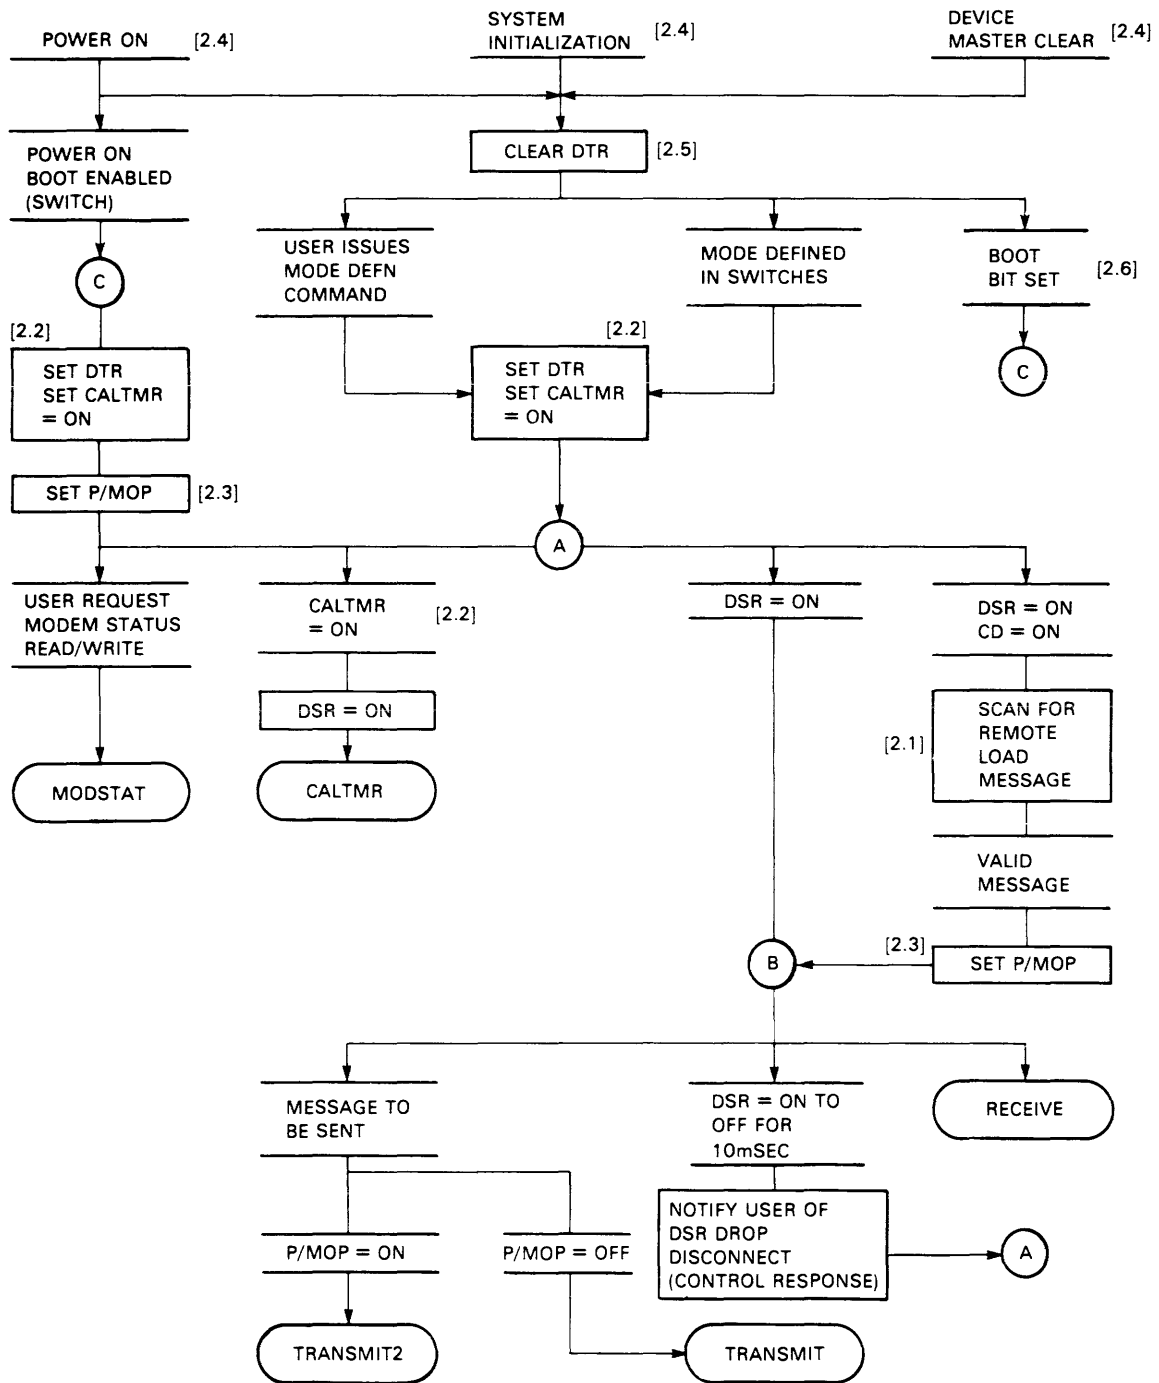 POWER ON
[2.4]
SYSTEM
INITIALIZATION
[2.4]
DEVICE
MASTER CLEAR
[2.4]
POWER ON
BOOT ENABLED
(SWITCH)
CLEAR DTR
[2.5]
C
USER ISSUES
MODE DEFN
COMMAND
MODE DEFINED
IN SWITCHES
BOOT
BIT SET
[2.6]
C
[2.2]
SET DTR
SET CALTMR
= ON
[2.2]
SET DTR
SET CALTMR
= ON
SET P/MOP
[2.3]
A
USER REQUEST
MODEM STATUS
READ/WRITE
CALTMR
= ON
[2.2]
DSR = ON
DSR = ON
CD = ON
DSR = ON
[2.1]
SCAN FOR
REMOTE
LOAD
MESSAGE
MODSTAT
CALTMR
VALID
MESSAGE
B
[2.3]
SET P/MOP
MESSAGE TO
BE SENT
DSR = ON TO
OFF FOR
10mSEC
RECEIVE
P/MOP = ON
P/MOP = OFF
NOTIFY USER OF
DSR DROP
DISCONNECT
(CONTROL RESPONSE)
A
TRANSMIT2
TRANSMIT